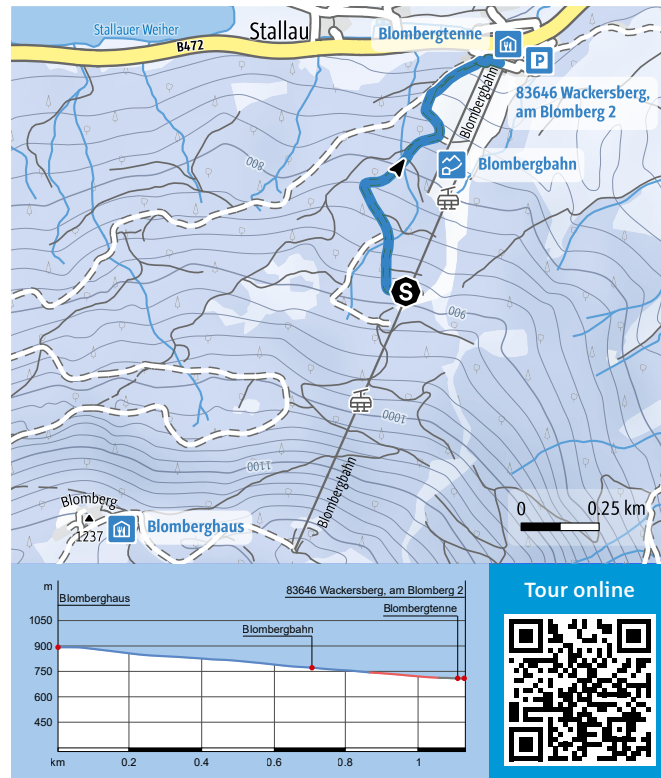 Stallauer Weiher
Stallau
B472
Blombergtenne
P
83646 Wackersberg,
am Blomberg 2
Blombergbahn
Blombergbahn
800
S
900
1000
1100
Blombergbahn
Blomberg
1237
Blomberghaus
0 0.25 km
m
Blomberghaus
83646 Wackersberg, am Blomberg 2
Blombergtenne
Blombergbahn
1050
900
750
600
450
km 0.2 0.4 0.6 0.8 1
Tour online